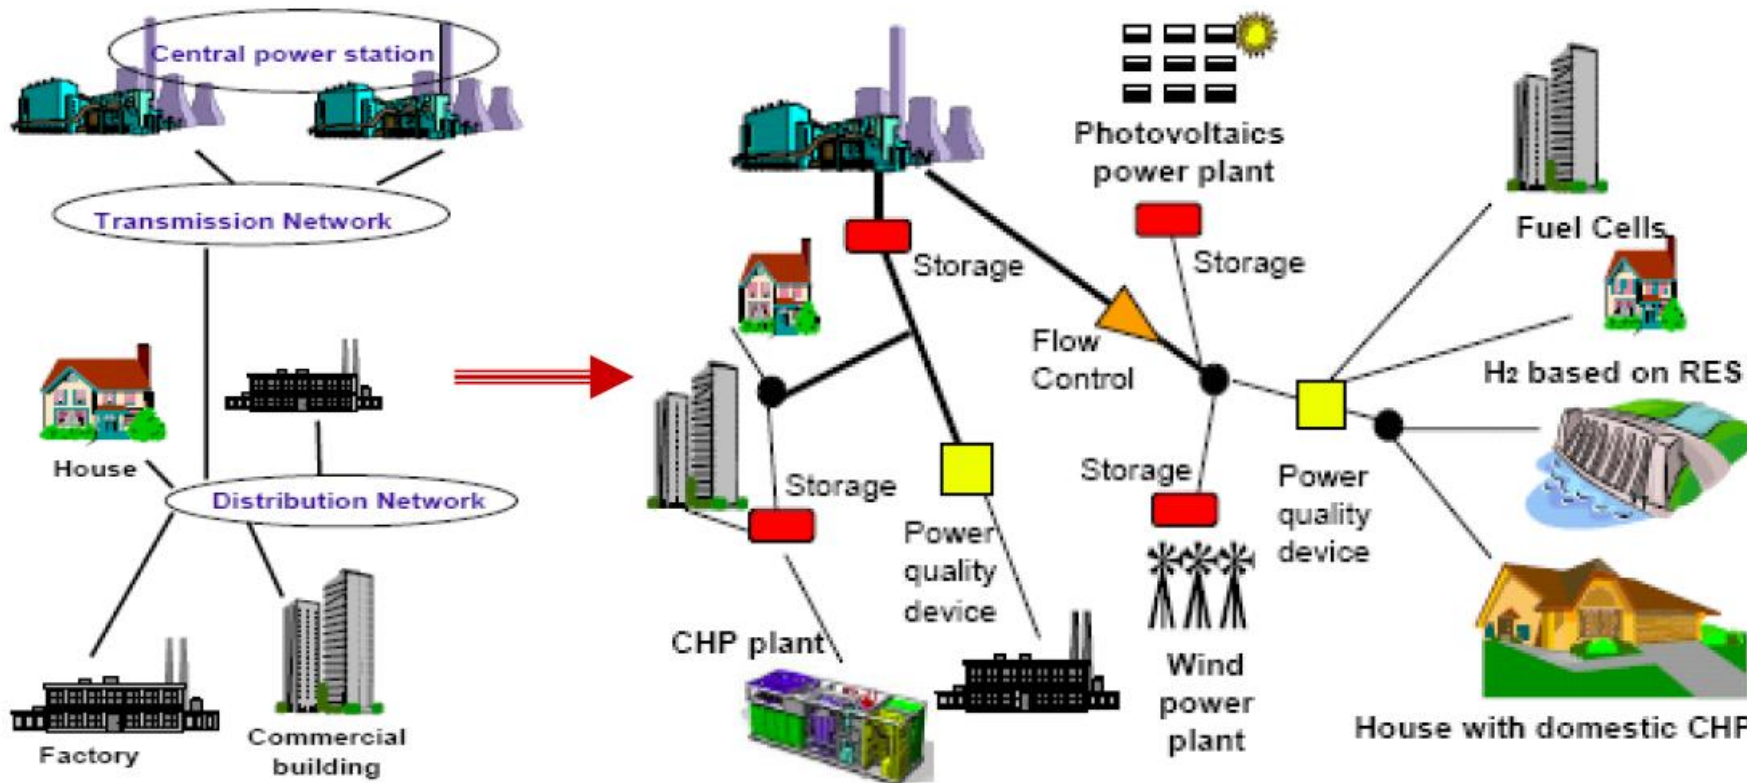 Central power station
Transmission Network
House
Distribution Network
Factory
Commercial
building
Storage
Storage
Power
quality
device
CHP plant
Photovoltaics
power plant
Storage
Flow
Control
Storage
Wind
power
plant
Power
quality
device
Fuel Cells
H2 based on RES
House with domestic CHP